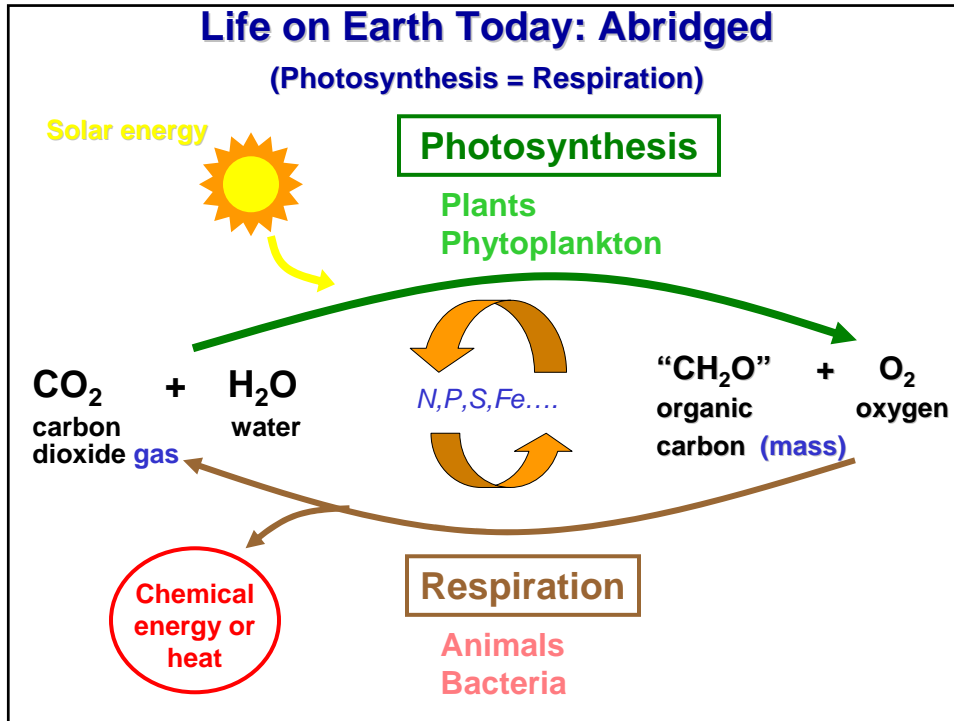 Life on Earth Today: Abridged
(Photosynthesis = Respiration)
Solar energy
Photosynthesis
Plants
Phytoplankton
CO₂ + H₂O
carbon water
dioxide gas
N,P,S,Fe….
“CH₂O” + O₂
organic oxygen
carbon (mass)
Chemical
energy or
heat
Respiration
Animals
Bacteria